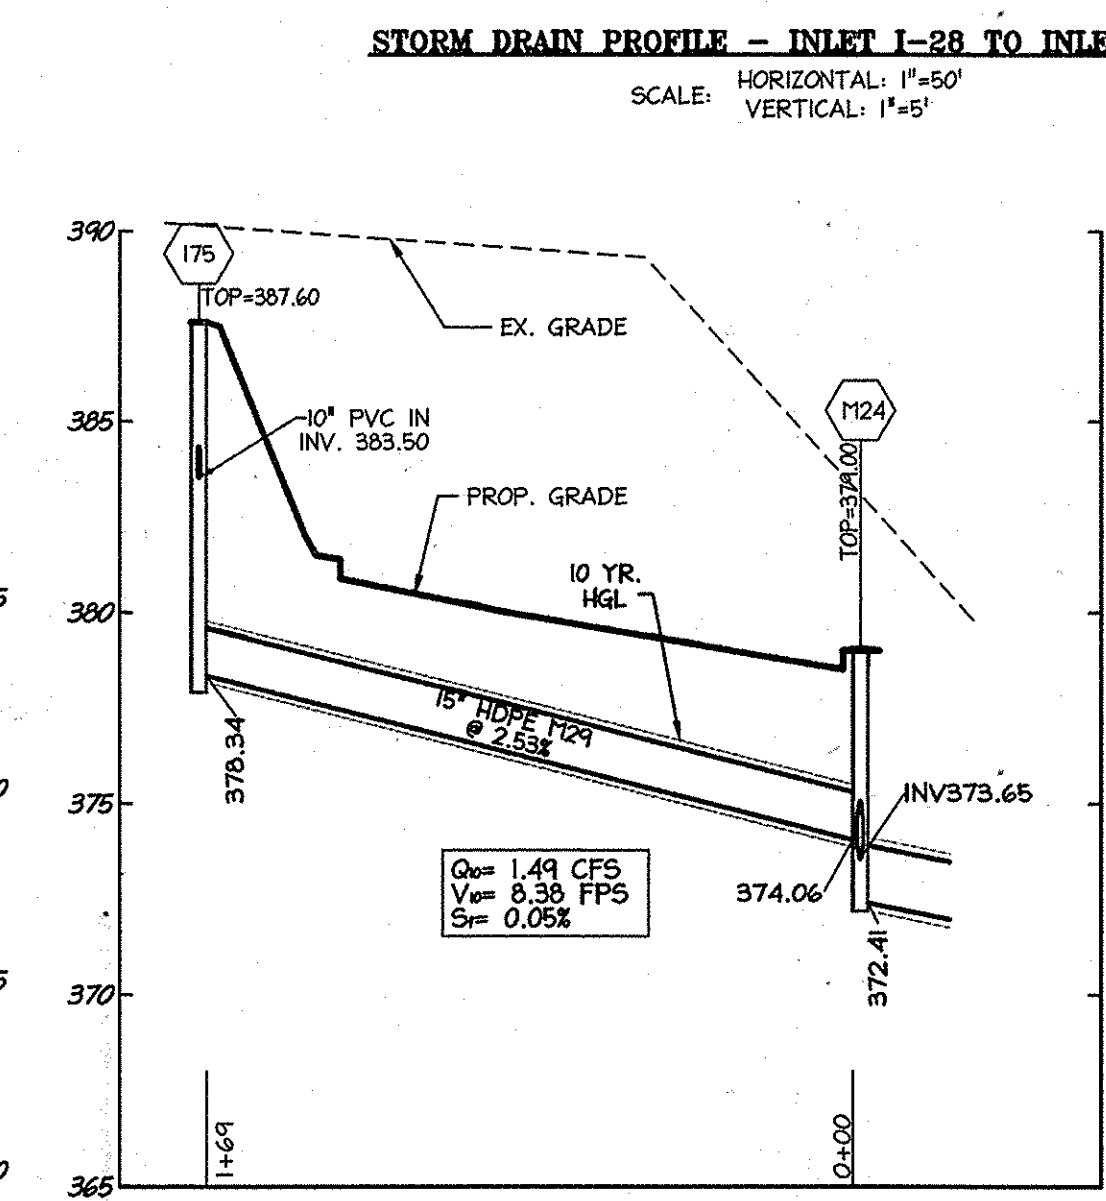 STORM DRAIN PROFILE - INLET I-28 TO INLE
SCALE: HORIZONTAL: 1"=50'
VERTICAL: 1"=5'
390
I75
TOP=387.60
EX. GRADE
385
10" PVC IN
INV. 383.50
M24
TOP=379.00
PROP. GRADE
10 YR.
HGL
380
15" HDPE M29
@ 2.53%
378.34
375
INV373.65
Q10= 1.49 CFS
V10= 8.38 FPS
Sf= 0.05%
374.06
372.41
370
1+69
0+00
365